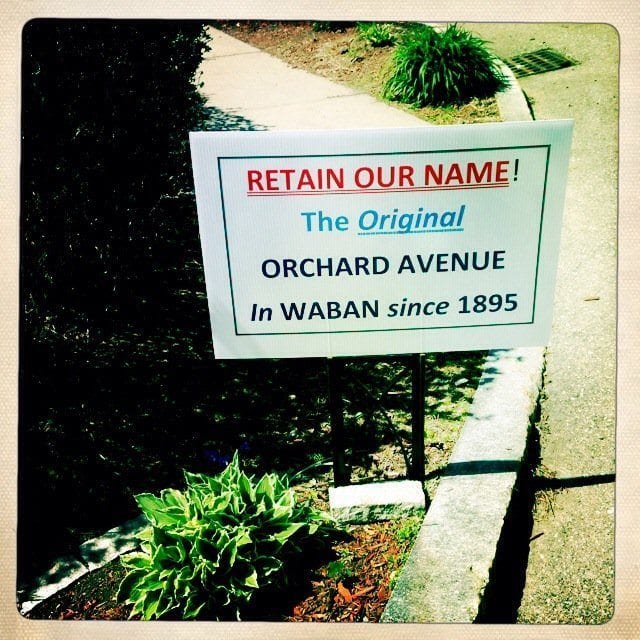 RETAIN OUR NAME!
The Original
ORCHARD AVENUE
In WABAN since 1895